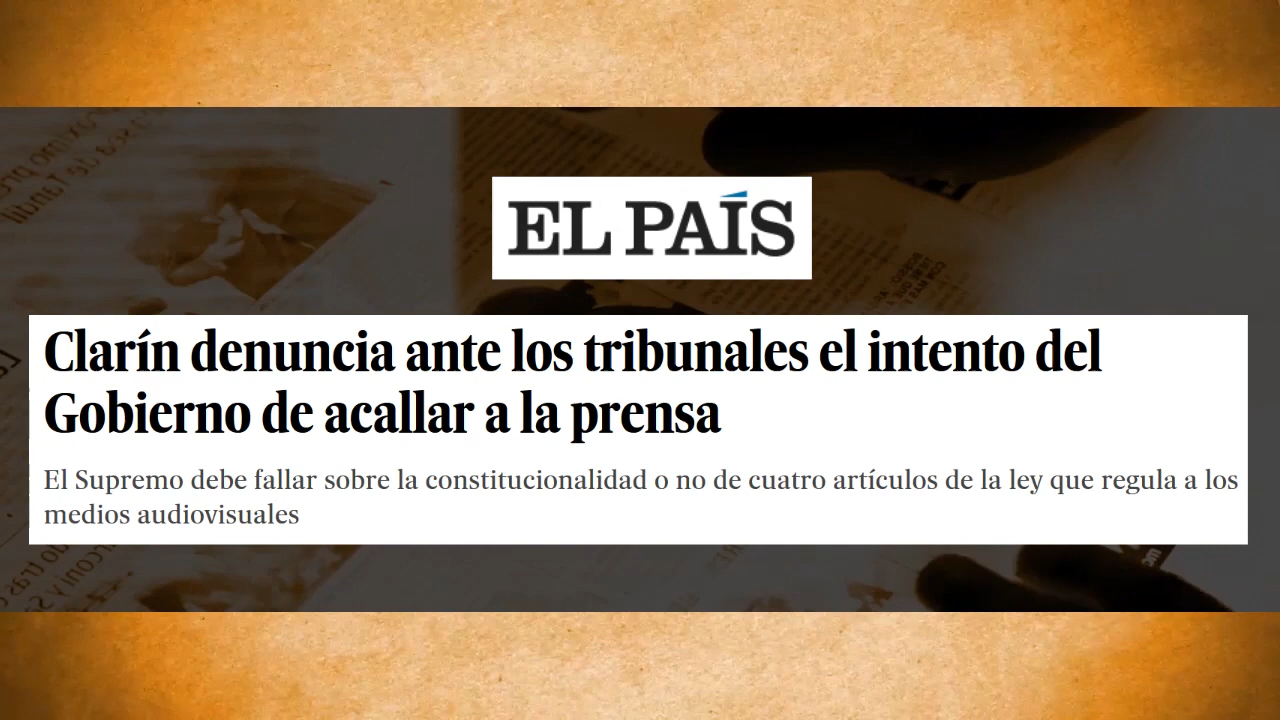 EL PAÍS
Clarín denuncia ante los tribunales el intento del
Gobierno de acallar a la prensa
El Supremo debe fallar sobre la constitucionalidad o no de cuatro artículos de la ley que regula a los
medios audiovisuales